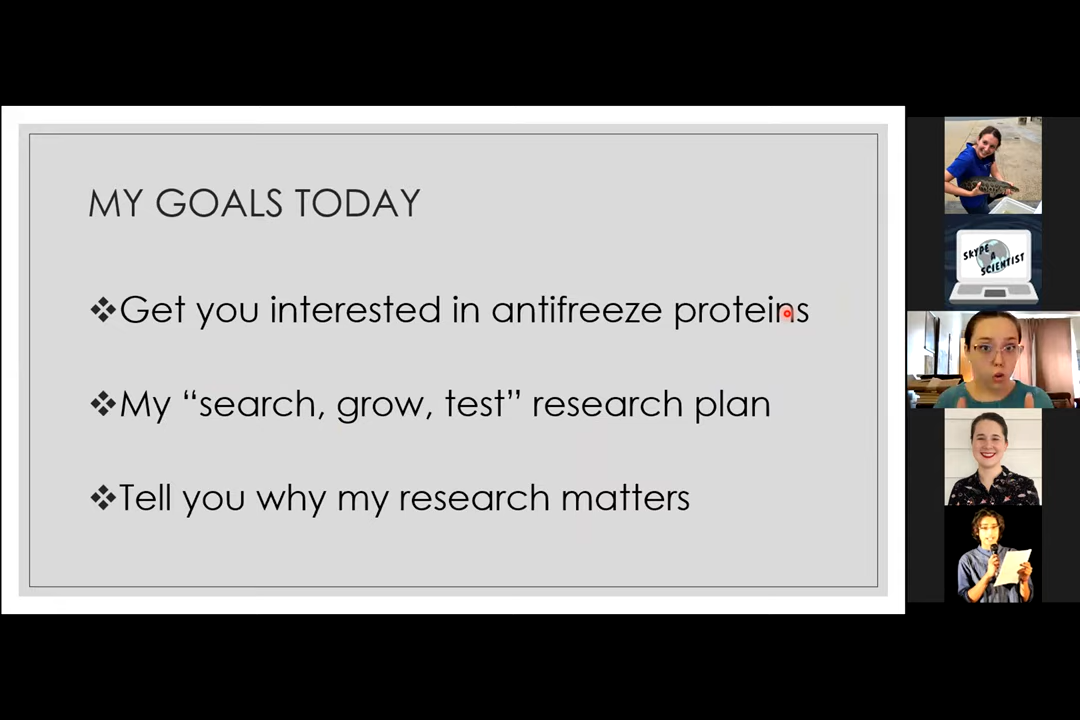 MY GOALS TODAY
❖Get you interested in antifreeze proteins
❖My “search, grow, test” research plan
❖Tell you why my research matters
SKYPE
A
SCIENTIST